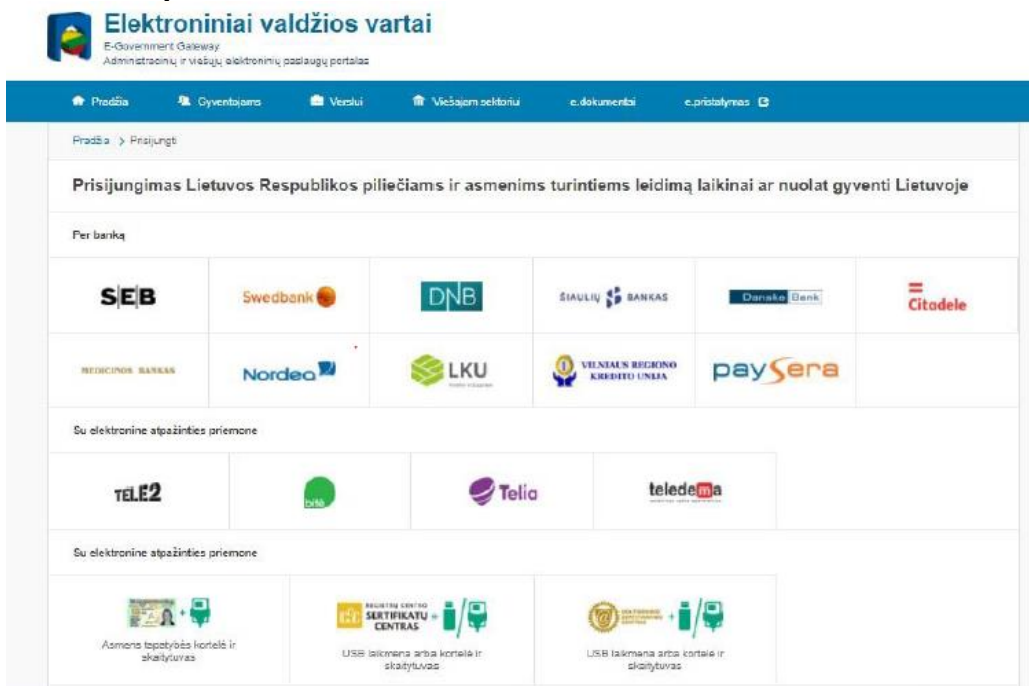 Elektroniniai valdžios vartai
E-Government Gateway
Administracinių ir viešųjų elektroninių paslaugų portalas
Pradžia Gyventojams Verslui Viešajam sektoriui e.dokumentai e.pristatymas
Pradžia > Prisijungti
Prisijungimas Lietuvos Respublikos piliečiams ir asmenims turintiems leidimą laikinai ar nuolat gyventi Lietuvoje
Per banką
SEB Swedbank DNB ŠIAULIŲ BANKAS Danske Bank Citadele
MEDICINOS BANKAS Nordea LKU VILNIAUS REGIONO KREDITO UNIJA paysera
Su elektronine atpažinties priemone
TELE2 bitė Telia teledema
Su elektronine atpažinties priemone
REGISTRŲ CENTRO
SERTIFIKATŲ
CENTRAS
Asmens tapatybės kortelė ir
skaitytuvas
USB laikmena arba kortelė ir
skaitytuvas
USB laikmena arba kortelė ir
skaitytuvas